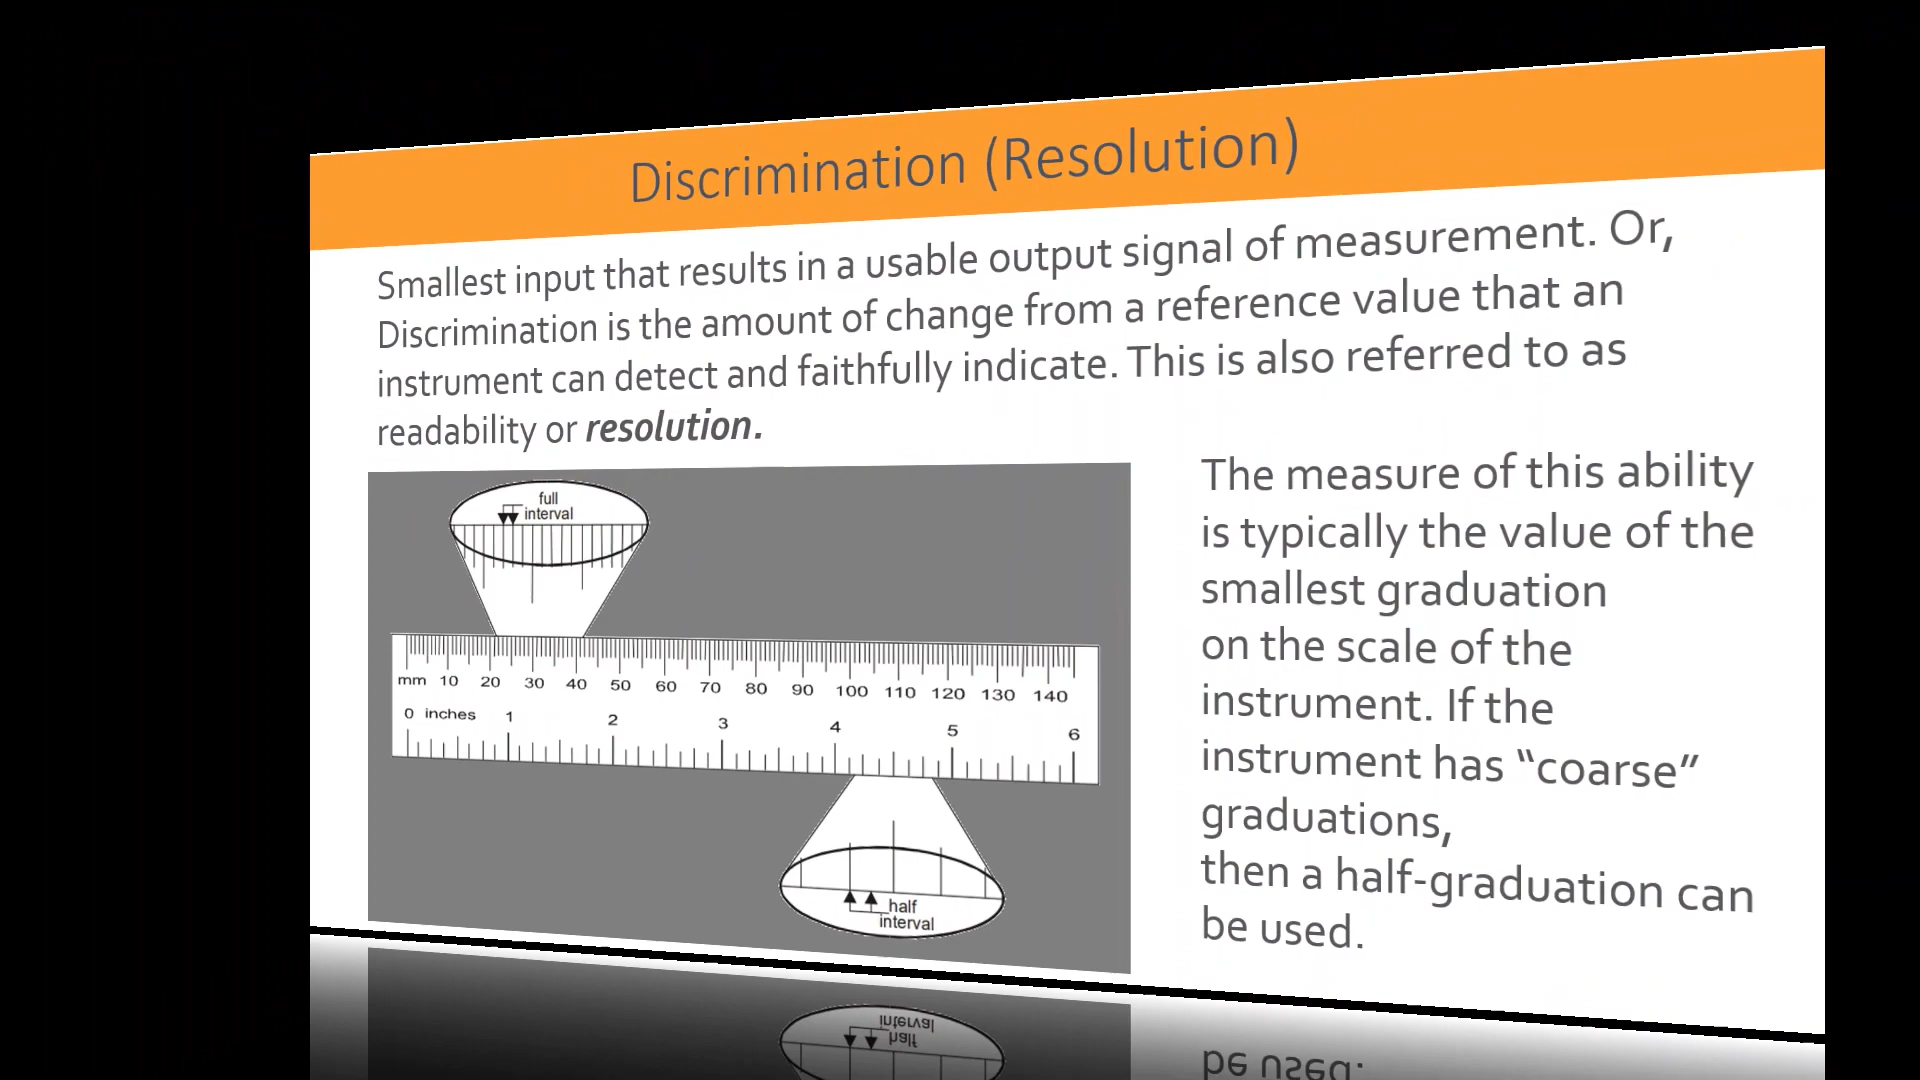 Discrimination (Resolution)
Smallest input that results in a usable output signal of measurement. Or,
Discrimination is the amount of change from a reference value that an
instrument can detect and faithfully indicate. This is also referred to as
readability or resolution.
full
interval
mm 10 20 30 40 50 60 70 80 90 100 110 120 130 140
0 inches 1 2 3 4 5 6
half
interval
The measure of this ability
is typically the value of the
smallest graduation
on the scale of the
instrument. If the
instrument has “coarse”
graduations,
then a half-graduation can
be used.